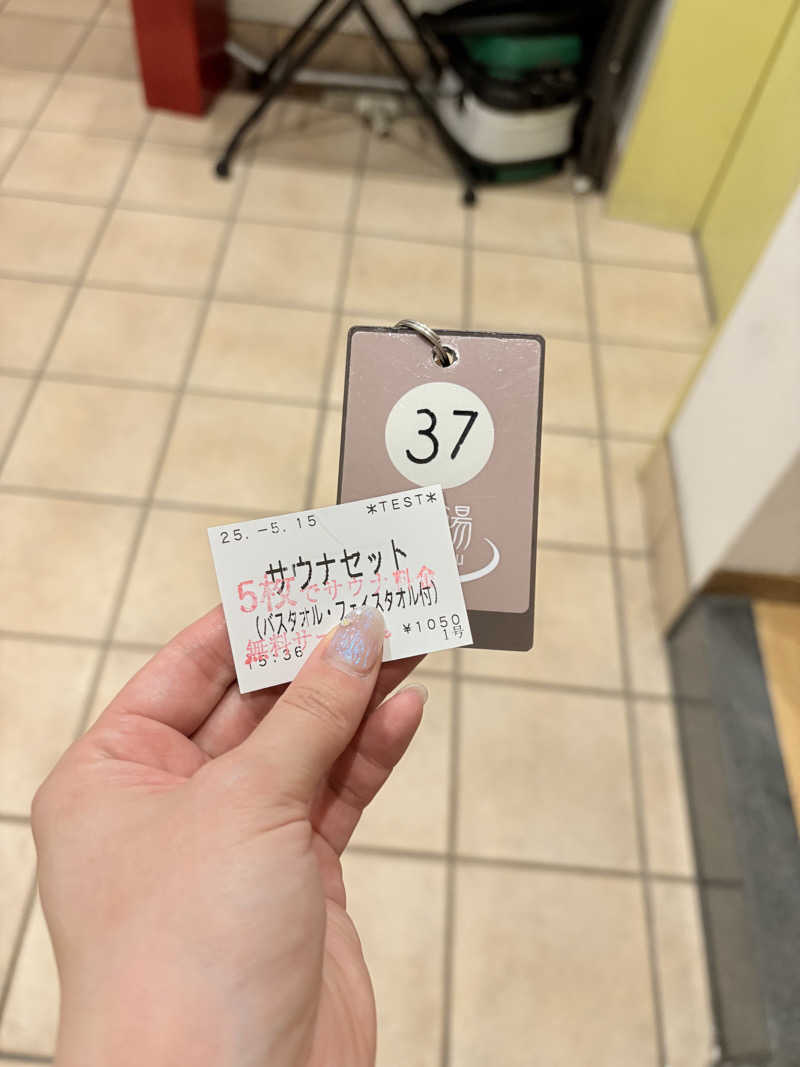 37
湯
25.-5.15 *TEST*
サウナセット
5枚でサウナ料金
(バスタオル・フェイスタオル付)
無料サー
¥1050
15:36 1号